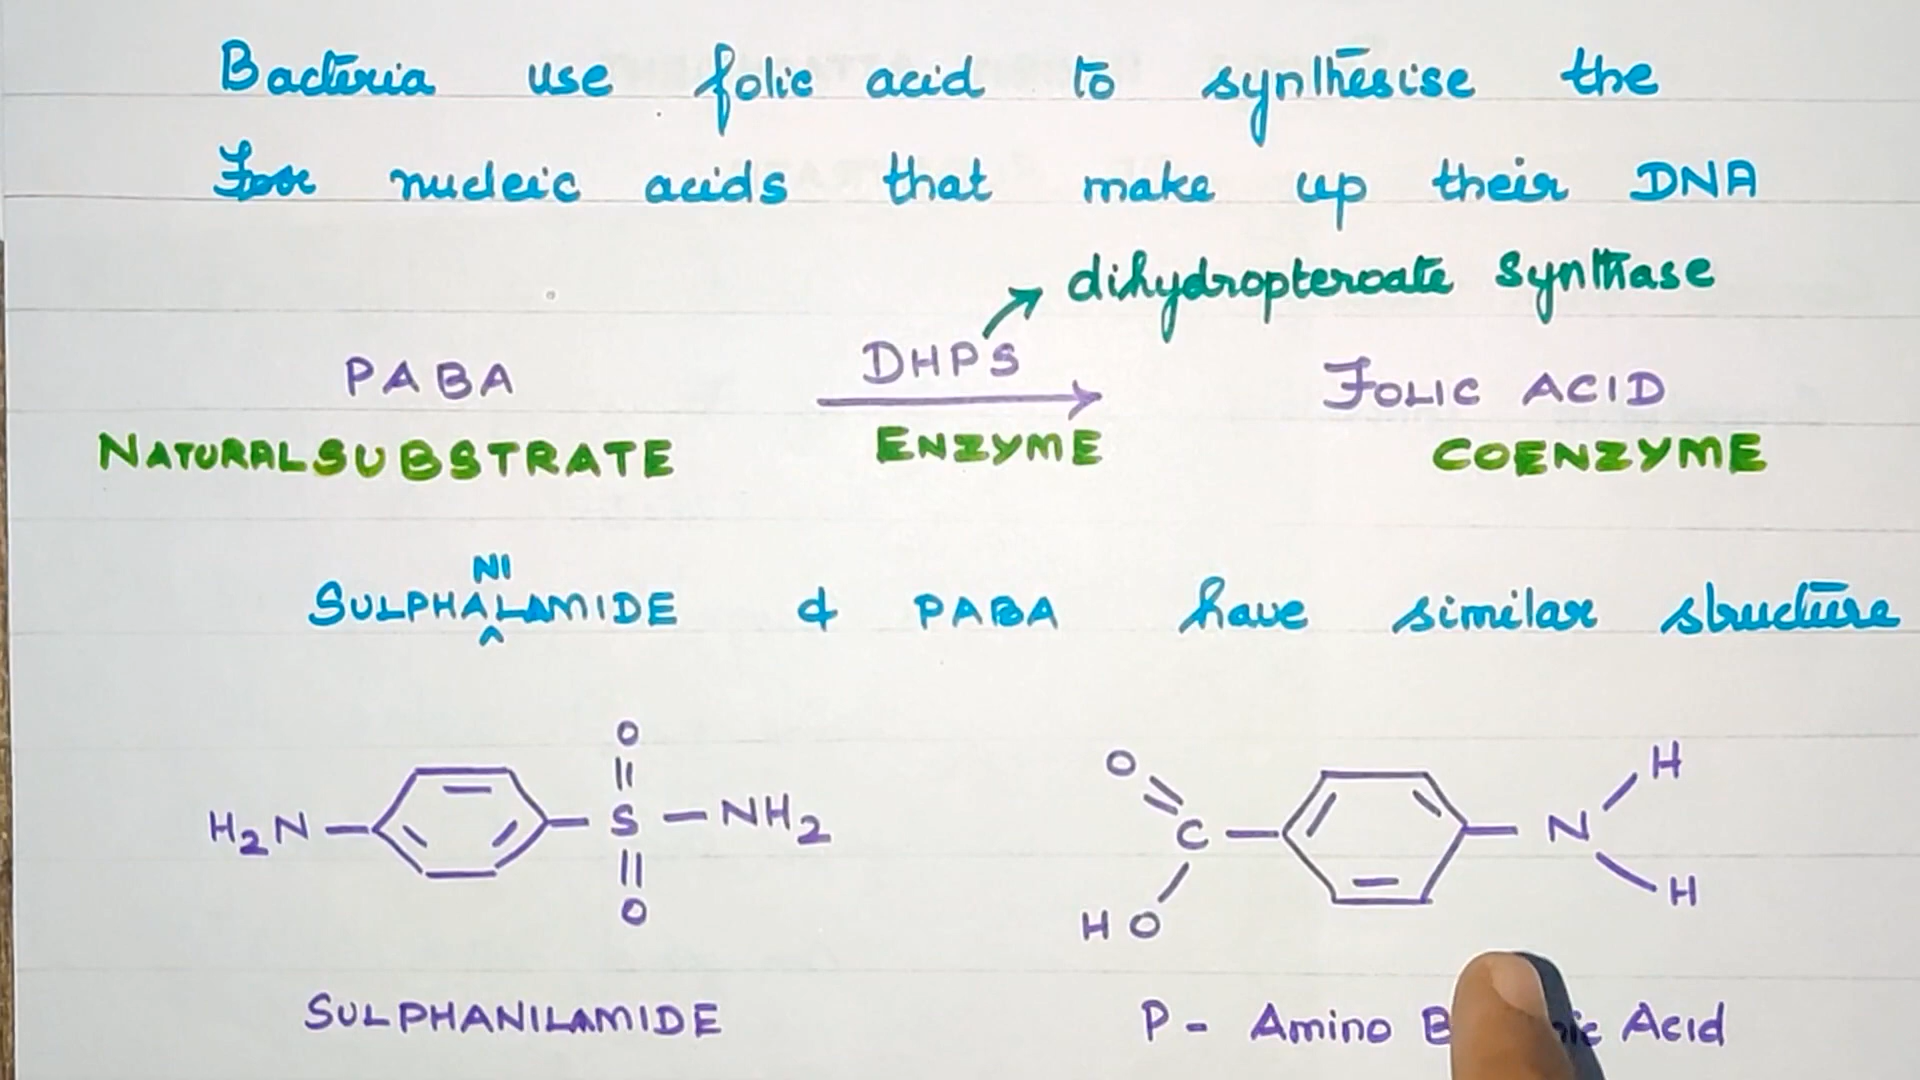 Bacteria use folic acid to synthesise the
nucleic acids that make up their DNA
dihydropteroate synthase
PABA DHPS FOLIC ACID
NATURAL SUBSTRATE ENZYME COENZYME
NI
SULPHALAMIDE & PABA have similar structure
O
O H
H2N S NH2 C N
O HO H
SULPHANILAMIDE P- Amino Acid